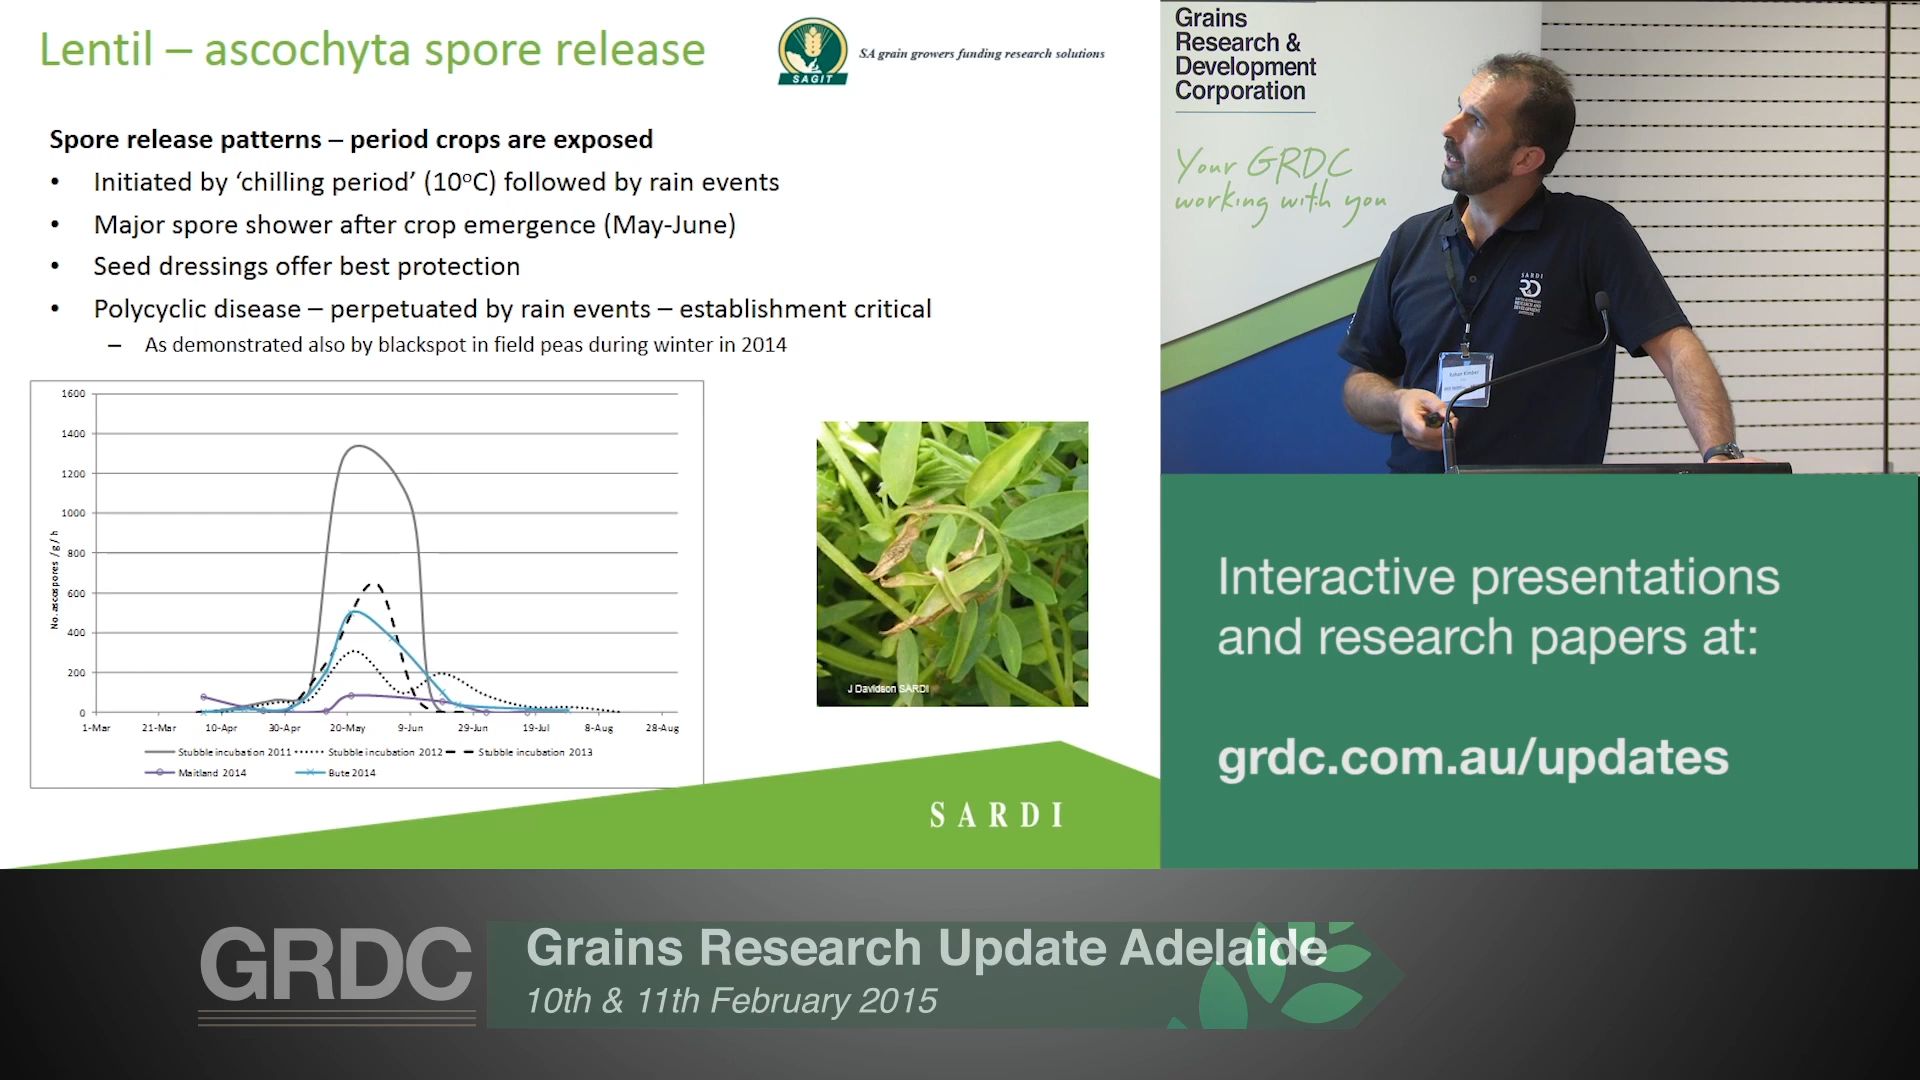 Lentil – ascochyta spore release
SAGIT
SA grain growers funding research solutions
Spore release patterns – period crops are exposed
• Initiated by ‘chilling period’ (10°C) followed by rain events
• Major spore shower after crop emergence (May-June)
• Seed dressings offer best protection
• Polycyclic disease – perpetuated by rain events – establishment critical
– As demonstrated also by blackspot in field peas during winter in 2014
No. ascospores /g/h
1600
1400
1200
1000
800
600
400
200
0
1-Mar 21-Mar 10-Apr 30-Apr 20-May 9-Jun 29-Jun 19-Jul 8-Aug 28-Aug
Stubble incubation 2011 Stubble incubation 2012 Stubble incubation 2013
Maitland 2014 Bute 2014
J Davidson SARDI
SARDI
Grains
Research &
Development
Corporation
Your GRDC
working with you
SARDI
Rohan Kimber
Interactive presentations
and research papers at:
grdc.com.au/updates
GRDC
Grains Research Update Adelaide
10th & 11th February 2015